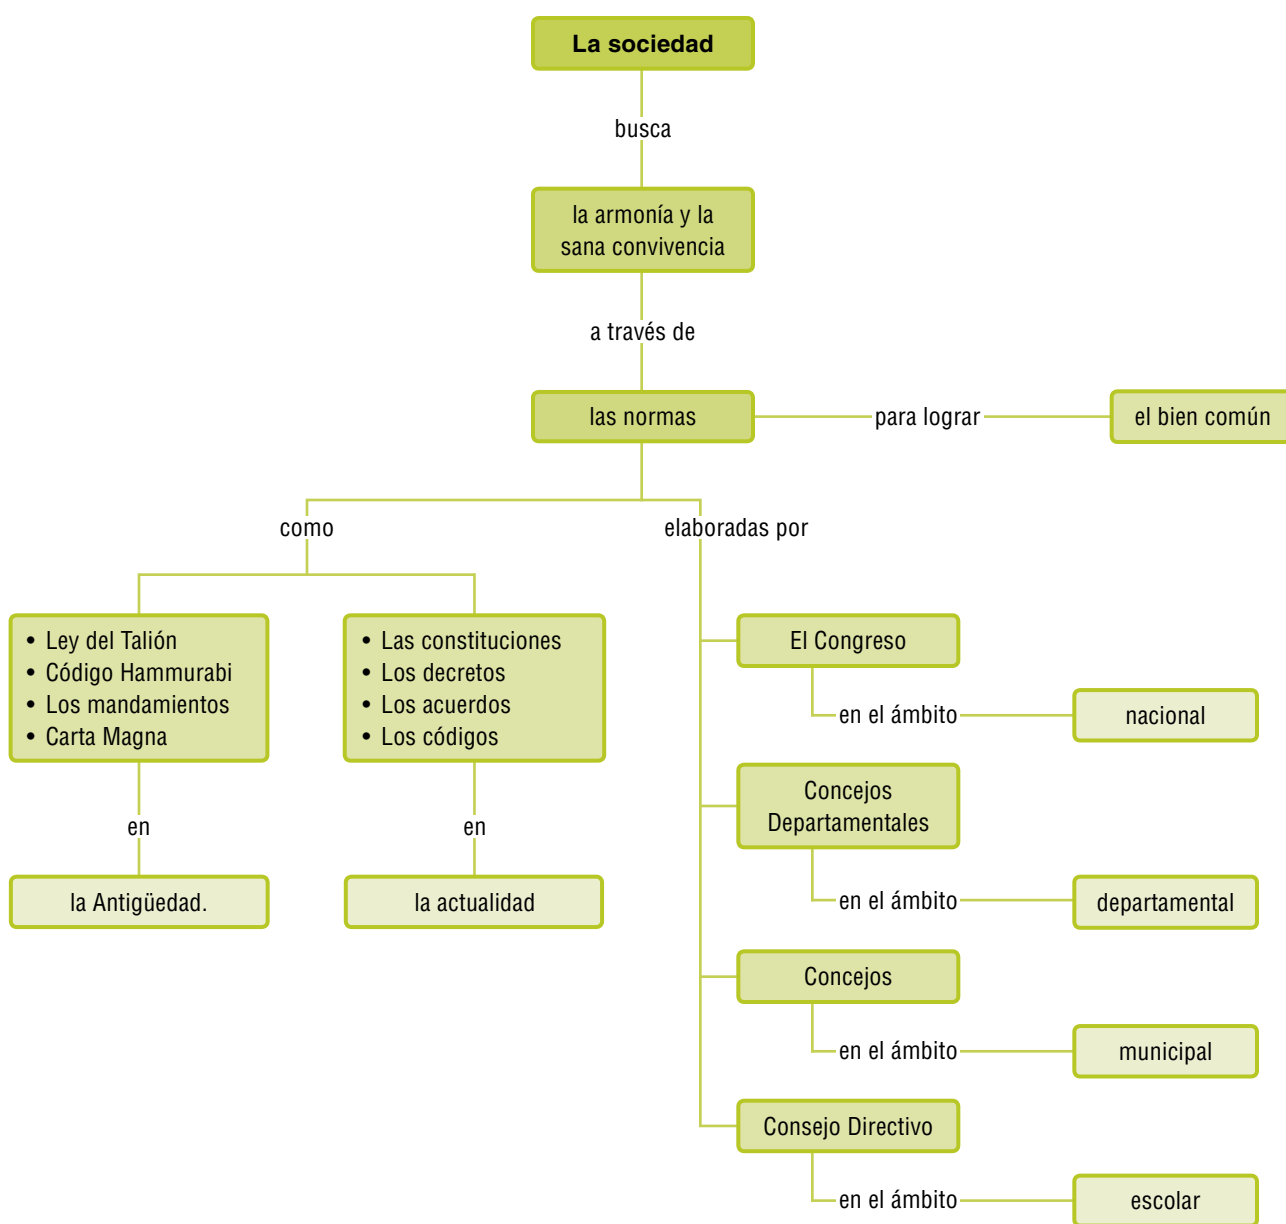 La sociedad
busca
la armonía y la
sana convivencia
a través de
las normas
para lograr
el bien común
como
elaboradas por
• Ley del Talión
• Código Hammurabi
• Los mandamientos
• Carta Magna
en
la Antigüedad.
• Las constituciones
• Los decretos
• Los acuerdos
• Los códigos
en
la actualidad
El Congreso
en el ámbito
nacional
Concejos
Departamentales
en el ámbito
departamental
Concejos
en el ámbito
municipal
Consejo Directivo
en el ámbito
escolar